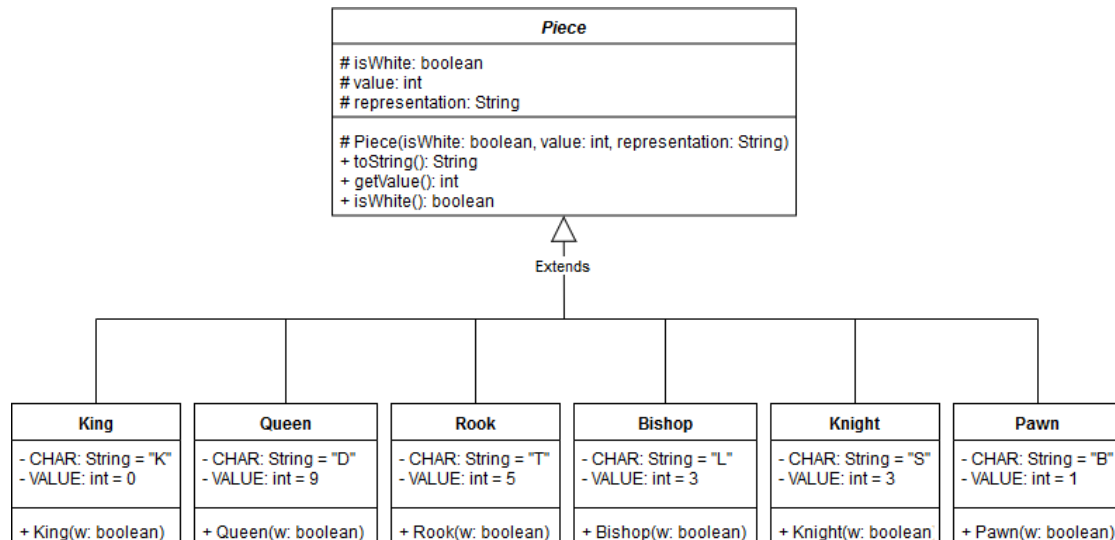 Piece
# isWhite: boolean
# value: int
# representation: String
# Piece(isWhite: boolean, value: int, representation: String)
+ toString(): String
+ getValue(): int
+ isWhite(): boolean
Extends
King
- CHAR: String = "K"
- VALUE: int = 0
+ King(w: boolean)
Queen
- CHAR: String = "D"
- VALUE: int = 9
+ Queen(w: boolean)
Rook
- CHAR: String = "T"
- VALUE: int = 5
+ Rook(w: boolean)
Bishop
- CHAR: String = "L"
- VALUE: int = 3
+ Bishop(w: boolean)
Knight
- CHAR: String = "S"
- VALUE: int = 3
+ Knight(w: boolean
Pawn
- CHAR: String = "B"
- VALUE: int = 1
+ Pawn(w: boolean)